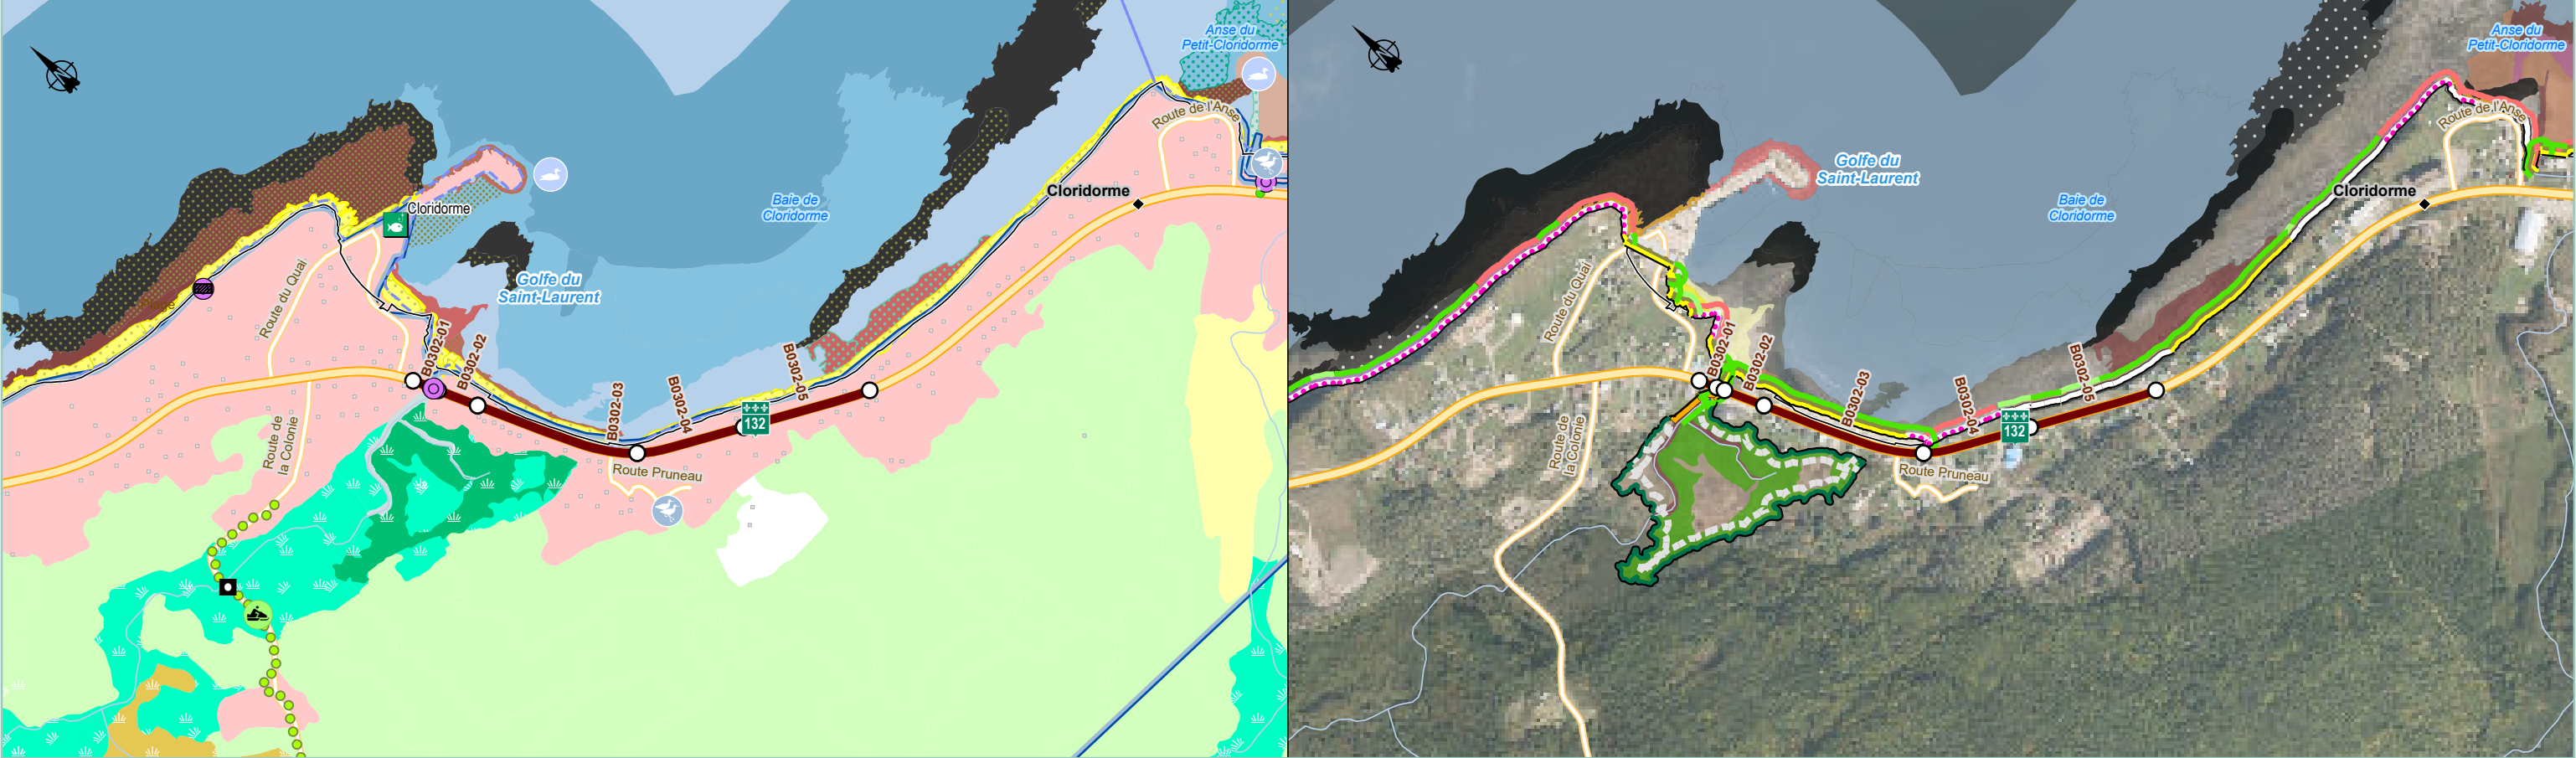 Anse du
Petit-Cloridorme
Route de l'Anse
Cloridorme
Cloridorme
Baie de
Cloridorme
Golfe du
Saint-Laurent
Route du Quai
B0302-01
B0302-02
B0302-03
B0302-04
B0302-05
132
Route de
la Colonie
Route Pruneau
Anse du
Petit-Cloridorme
Route de l'Anse
Golfe du
Saint-Laurent
Cloridorme
Baie de
Cloridorme
Route du Quai
B0302-01
B0302-02
B0302-03
B0302-04
B0302-05
132
Route de
la Colonie
Route Pruneau